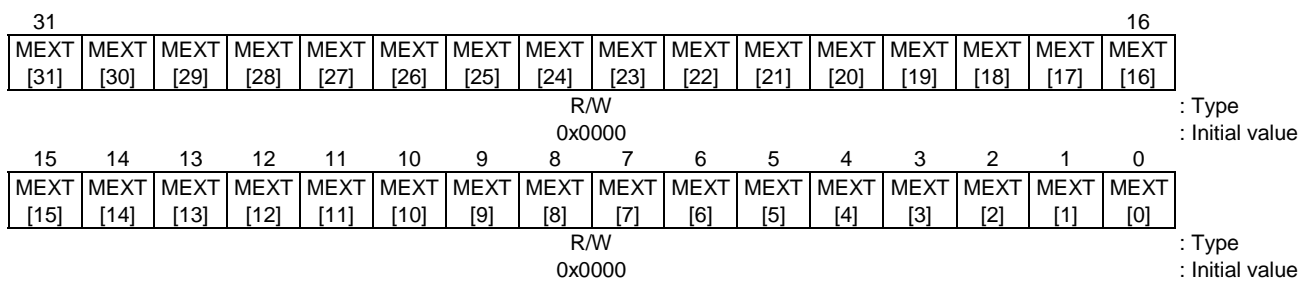 31 16
MEXT MEXT MEXT MEXT MEXT MEXT MEXT MEXT MEXT MEXT MEXT MEXT MEXT MEXT MEXT MEXT
[31] [30] [29] [28] [27] [26] [25] [24] [23] [22] [21] [20] [19] [18] [17] [16]
R/W : Type
0x0000 : Initial value
15 14 13 12 11 10 9 8 7 6 5 4 3 2 1 0
MEXT MEXT MEXT MEXT MEXT MEXT MEXT MEXT MEXT MEXT MEXT MEXT MEXT MEXT MEXT MEXT
[15] [14] [13] [12] [11] [10] [9] [8] [7] [6] [5] [4] [3] [2] [1] [0]
R/W : Type
0x0000 : Initial value